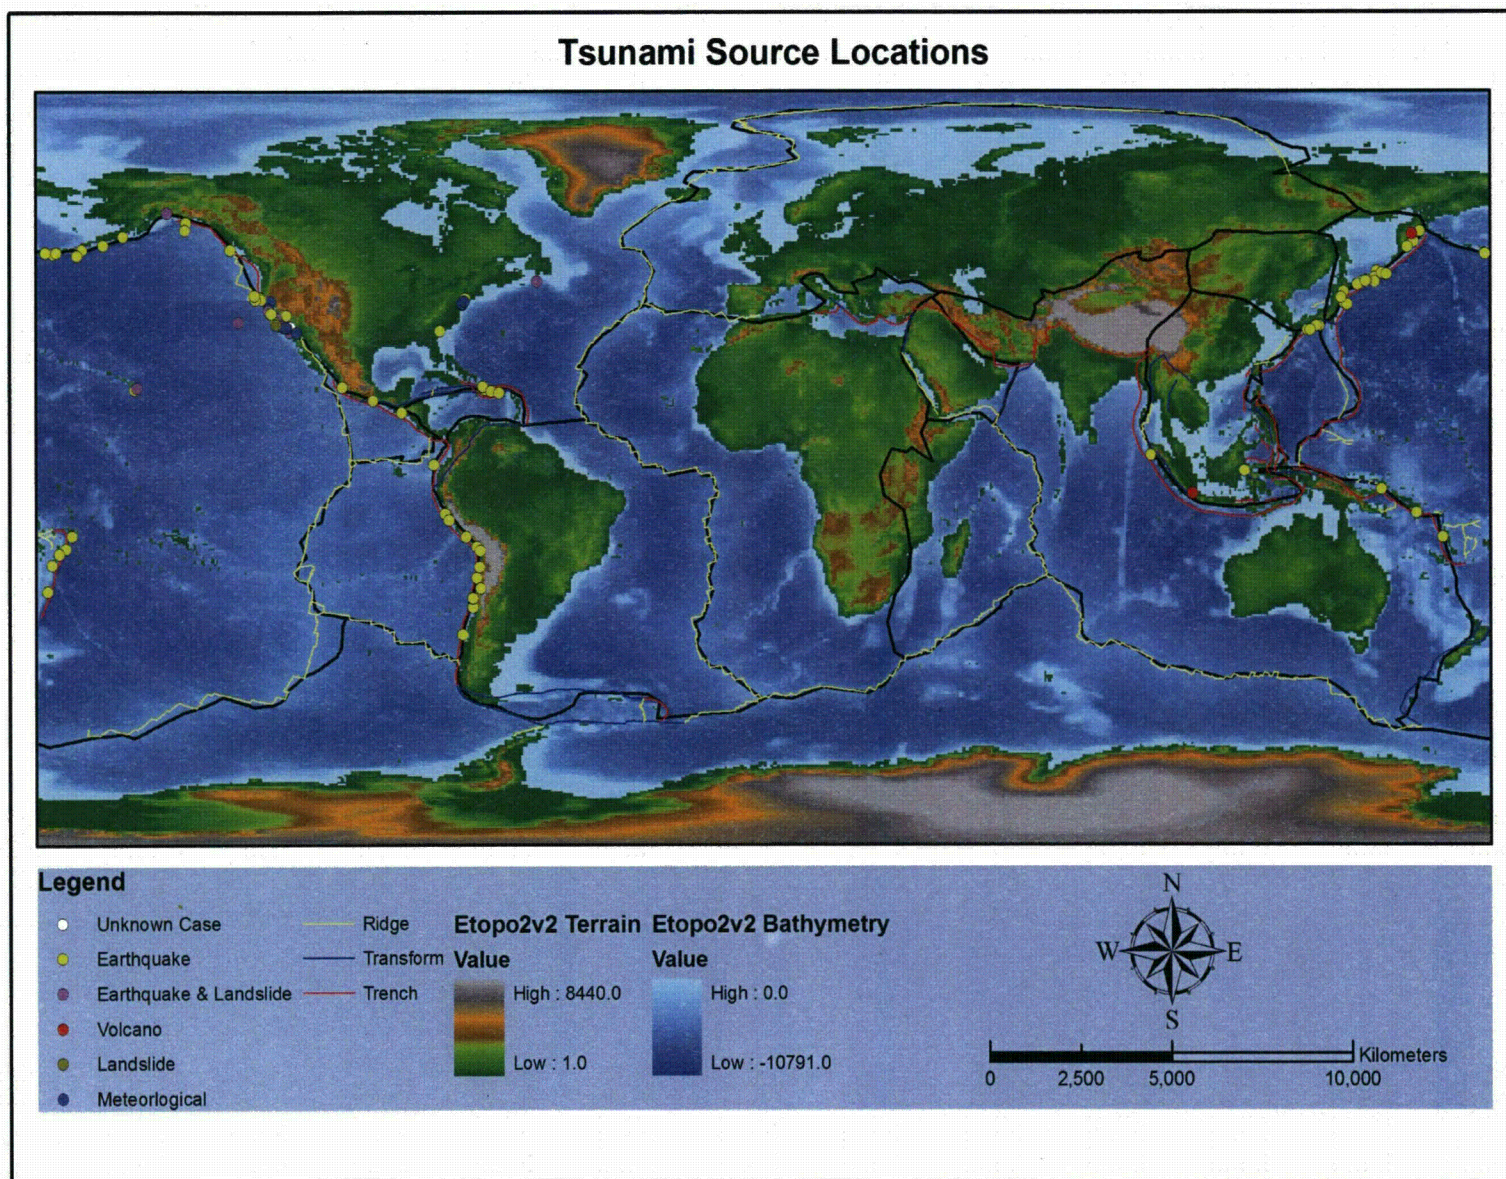 Tsunami Source Locations
Legend
Unknown Case
Earthquake
Earthquake & Landslide
Volcano
Landslide
Meteorlogical
Ridge
Transform
Trench
Etopo2v2 Terrain
Value
High : 8440.0
Low : 1.0
Etopo2v2 Bathymetry
Value
High : 0.0
Low : -10791.0
N
W E
S
Kilometers
0 2,500 5,000 10,000